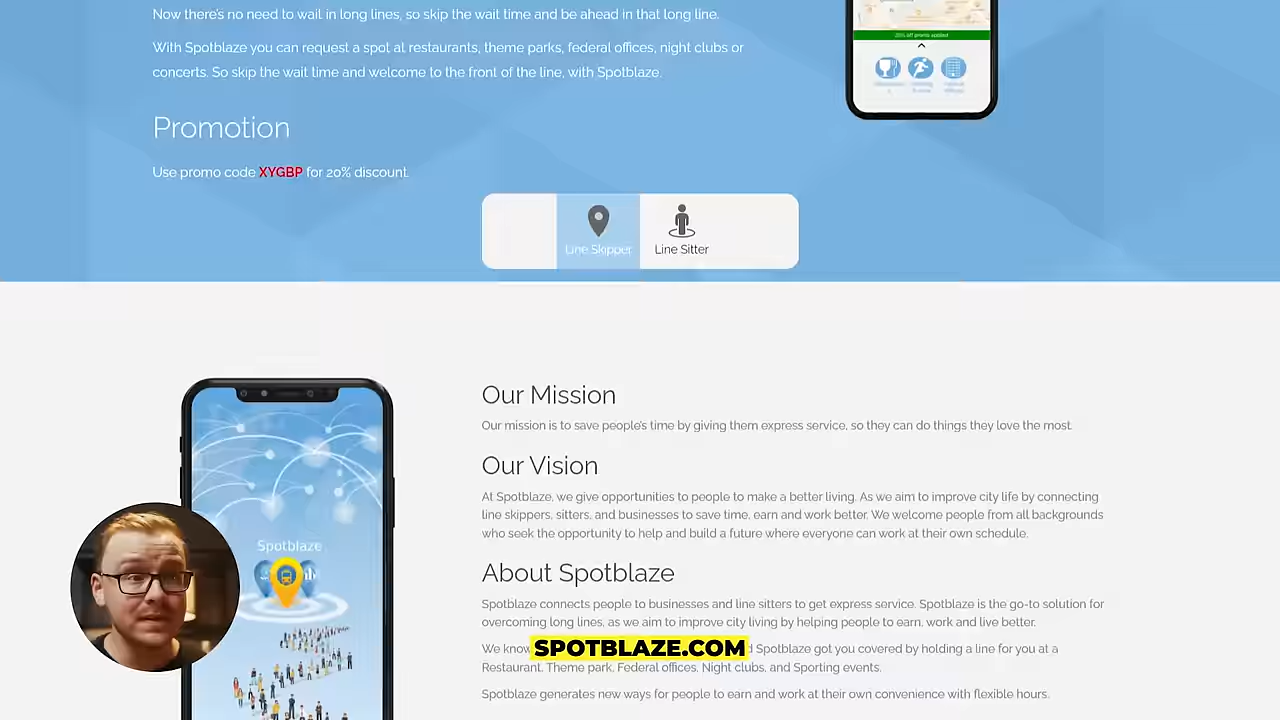 Now there's no need to wait in long lines, so skip the wait time and be ahead in that long line.
With Spotblaze you can request a spot at restaurants, theme parks, federal offices, night clubs or
concerts. So skip the wait time and welcome to the front of the line, with Spotblaze.
20% off promo applied
Promotion
Use promo code XYGBP for 20% discount.
Line Skipper
Line Sitter
Our Mission
Our mission is to save people's time by giving them express service, so they can do things they love the most.
Our Vision
At Spotblaze, we give opportunities to people to make a better living. As we aim to improve city life by connecting
line skippers, sitters, and businesses to save time, earn and work better. We welcome people from all backgrounds
who seek the opportunity to help and build a future where everyone can work at their own schedule.
Spotblaze
About Spotblaze
Spotblaze connects people to businesses and line sitters to get express service. Spotblaze is the go-to solution for
overcoming long lines, as we aim to improve city living by helping people to earn, work and live better.
We know
SPOTBLAZE.COM
Spotblaze got you covered by holding a line for you at a
Restaurant, Theme park, Federal offices, Night clubs, and Sporting events.
Spotblaze generates new ways for people to earn and work at their own convenience with flexible hours.